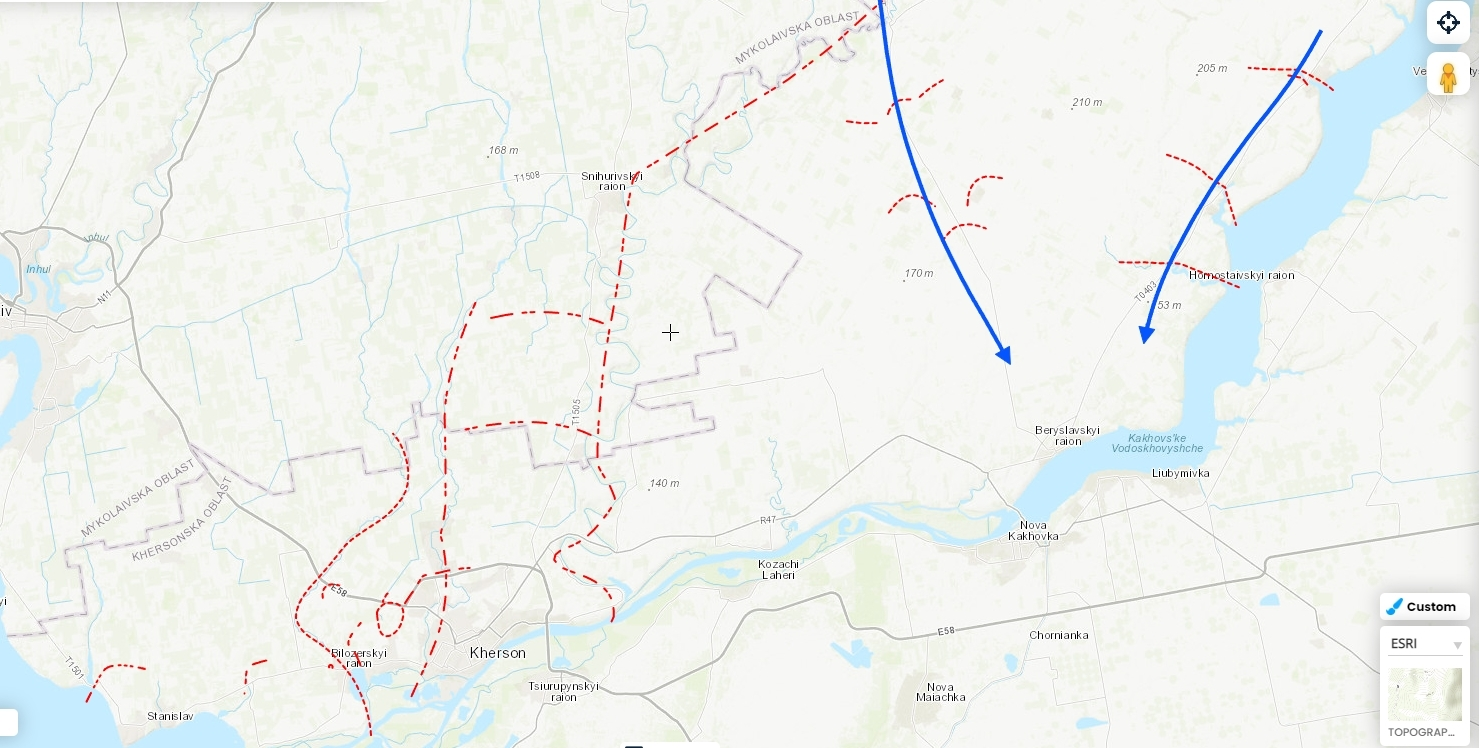 MYKOLAIVSKA OBLAST
205 m
210 m
168 m
T1508
Snihurivskyi
raion
Inhul
Inhul
N11
170 m
Hornostaivskyi raion
T0403
53 m
T1505
Beryslavskyi
raion
Kakhovs'ke
Vodoskhovyshche
Liubymivka
140 m
MYKOLAIVSKA OBLAST
KHERSONSKA OBLAST
R47
Nova
Kakhovka
Kozachi
Laheri
E58
E58
Chornianka
Custom
ESRI
Bilozerskyi
raion
Kherson
T1501
Tsiurupynskyi
raion
Nova
Maiachka
Stanislav
TOPOGRAP...